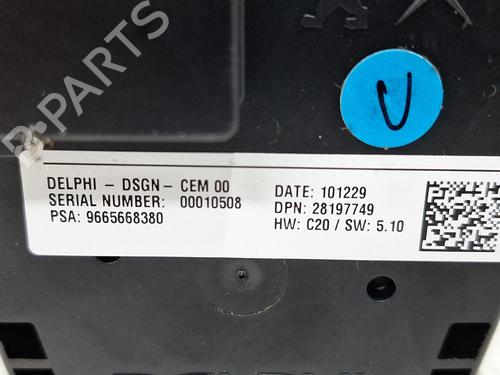 B-PARTS
U
DELPHI - DSGN - CEM 00
SERIAL NUMBER: 00010508
PSA: 9665668380
DATE: 101229
DPN: 28197749
HW: C20 / SW: 5.10